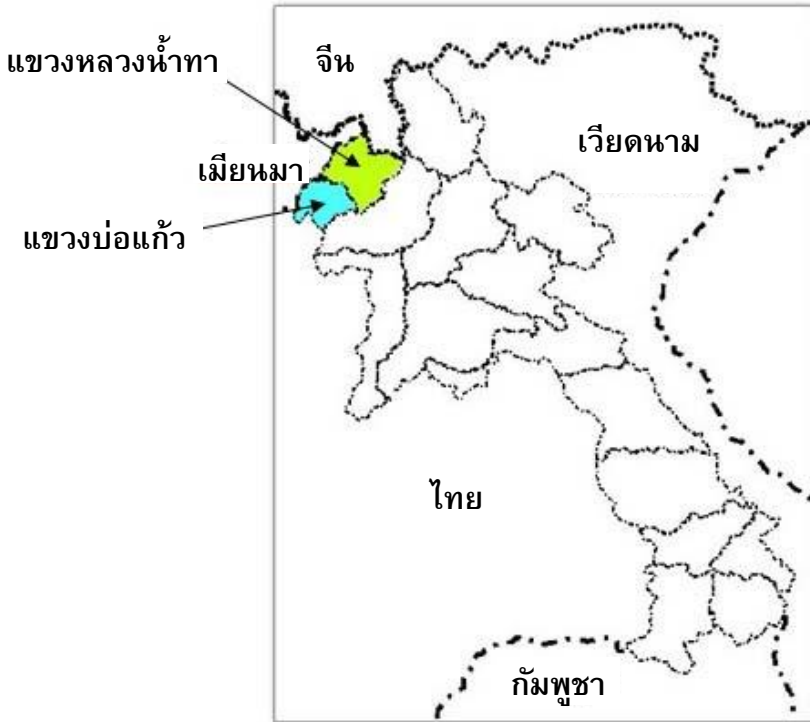 แขวงหลวงน้ำทา
จีน
เวียดนาม
เมียนมา
แขวงบ่อแก้ว
ไทย
กัมพูชา